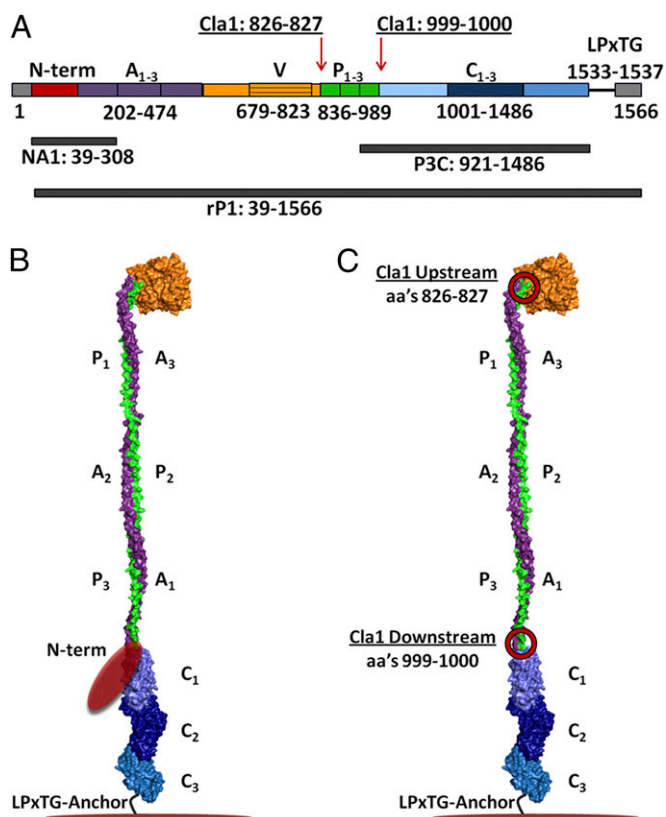 A
Cla1: 826-827 Cla1: 999-1000
LPxTG
N-term A1-3 V P1-3 C1-3 1533-1537
1 202-474 679-823 836-989 1001-1486 1566
NA1: 39-308 P3C: 921-1486
rP1: 39-1566
B
C
Cla1 Upstream
aa's 826-827
P1 A3
P1 A3
A2 P2
A2 P2
P3 A1
P3 A1
N-term
Cla1 Downstream
aa's 999-1000
C1
C1
C2
C2
C3
C3
LPxTG-Anchor
LPxTG-Anchor